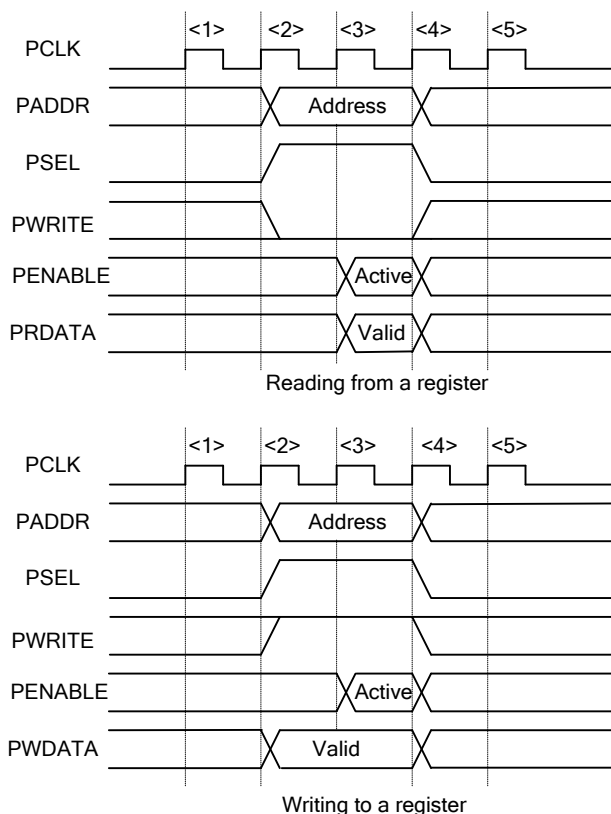 <1> <2> <3> <4> <5>
PCLK
PADDR Address
PSEL
PWRITE
PENABLE Active
PRDATA Valid
Reading from a register
<1> <2> <3> <4> <5>
PCLK
PADDR Address
PSEL
PWRITE
PENABLE Active
PWDATA Valid
Writing to a register